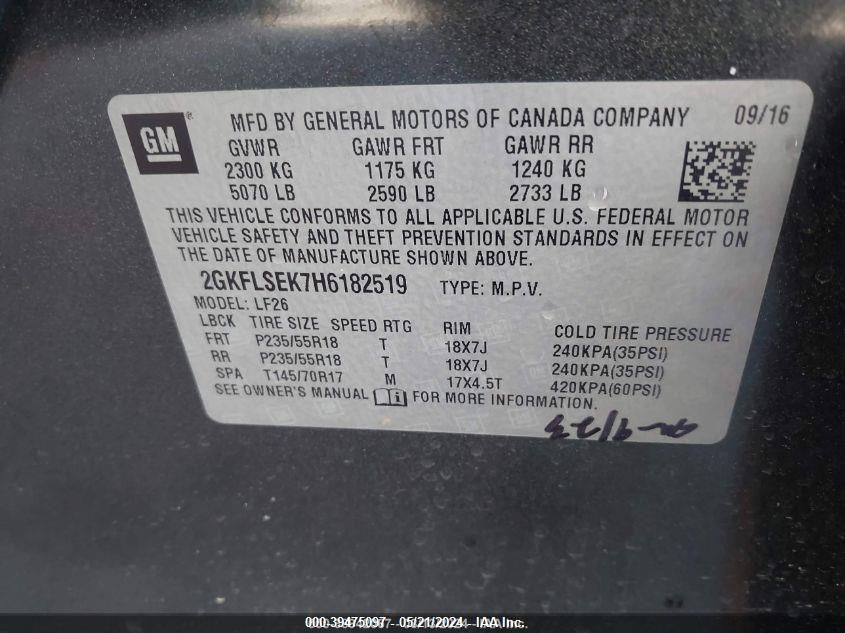 GM ® MFD BY GENERAL MOTORS OF CANADA COMPANY 09/16
GVWR GAWR FRT GAWR RR
2300 KG 1175 KG 1240 KG
5070 LB 2590 LB 2733 LB
THIS VEHICLE CONFORMS TO ALL APPLICABLE U.S. FEDERAL MOTOR
VEHICLE SAFETY AND THEFT PREVENTION STANDARDS IN EFFECT ON
THE DATE OF MANUFACTURE SHOWN ABOVE.
2GKFLSEK7H6182519 TYPE: M.P.V.
MODEL: LF26
LBCK TIRE SIZE SPEED RTG RIM COLD TIRE PRESSURE
FRT P235/55R18 T 18X7J 240KPA(35PSI)
RR P235/55R18 T 18X7J 240KPA(35PSI)
SPA T145/70R17 M 17X4.5T 420KPA(60PSI)
SEE OWNER'S MANUAL i FOR MORE INFORMATION.
000-39475097 - 05/21/2024 - IAA Inc.